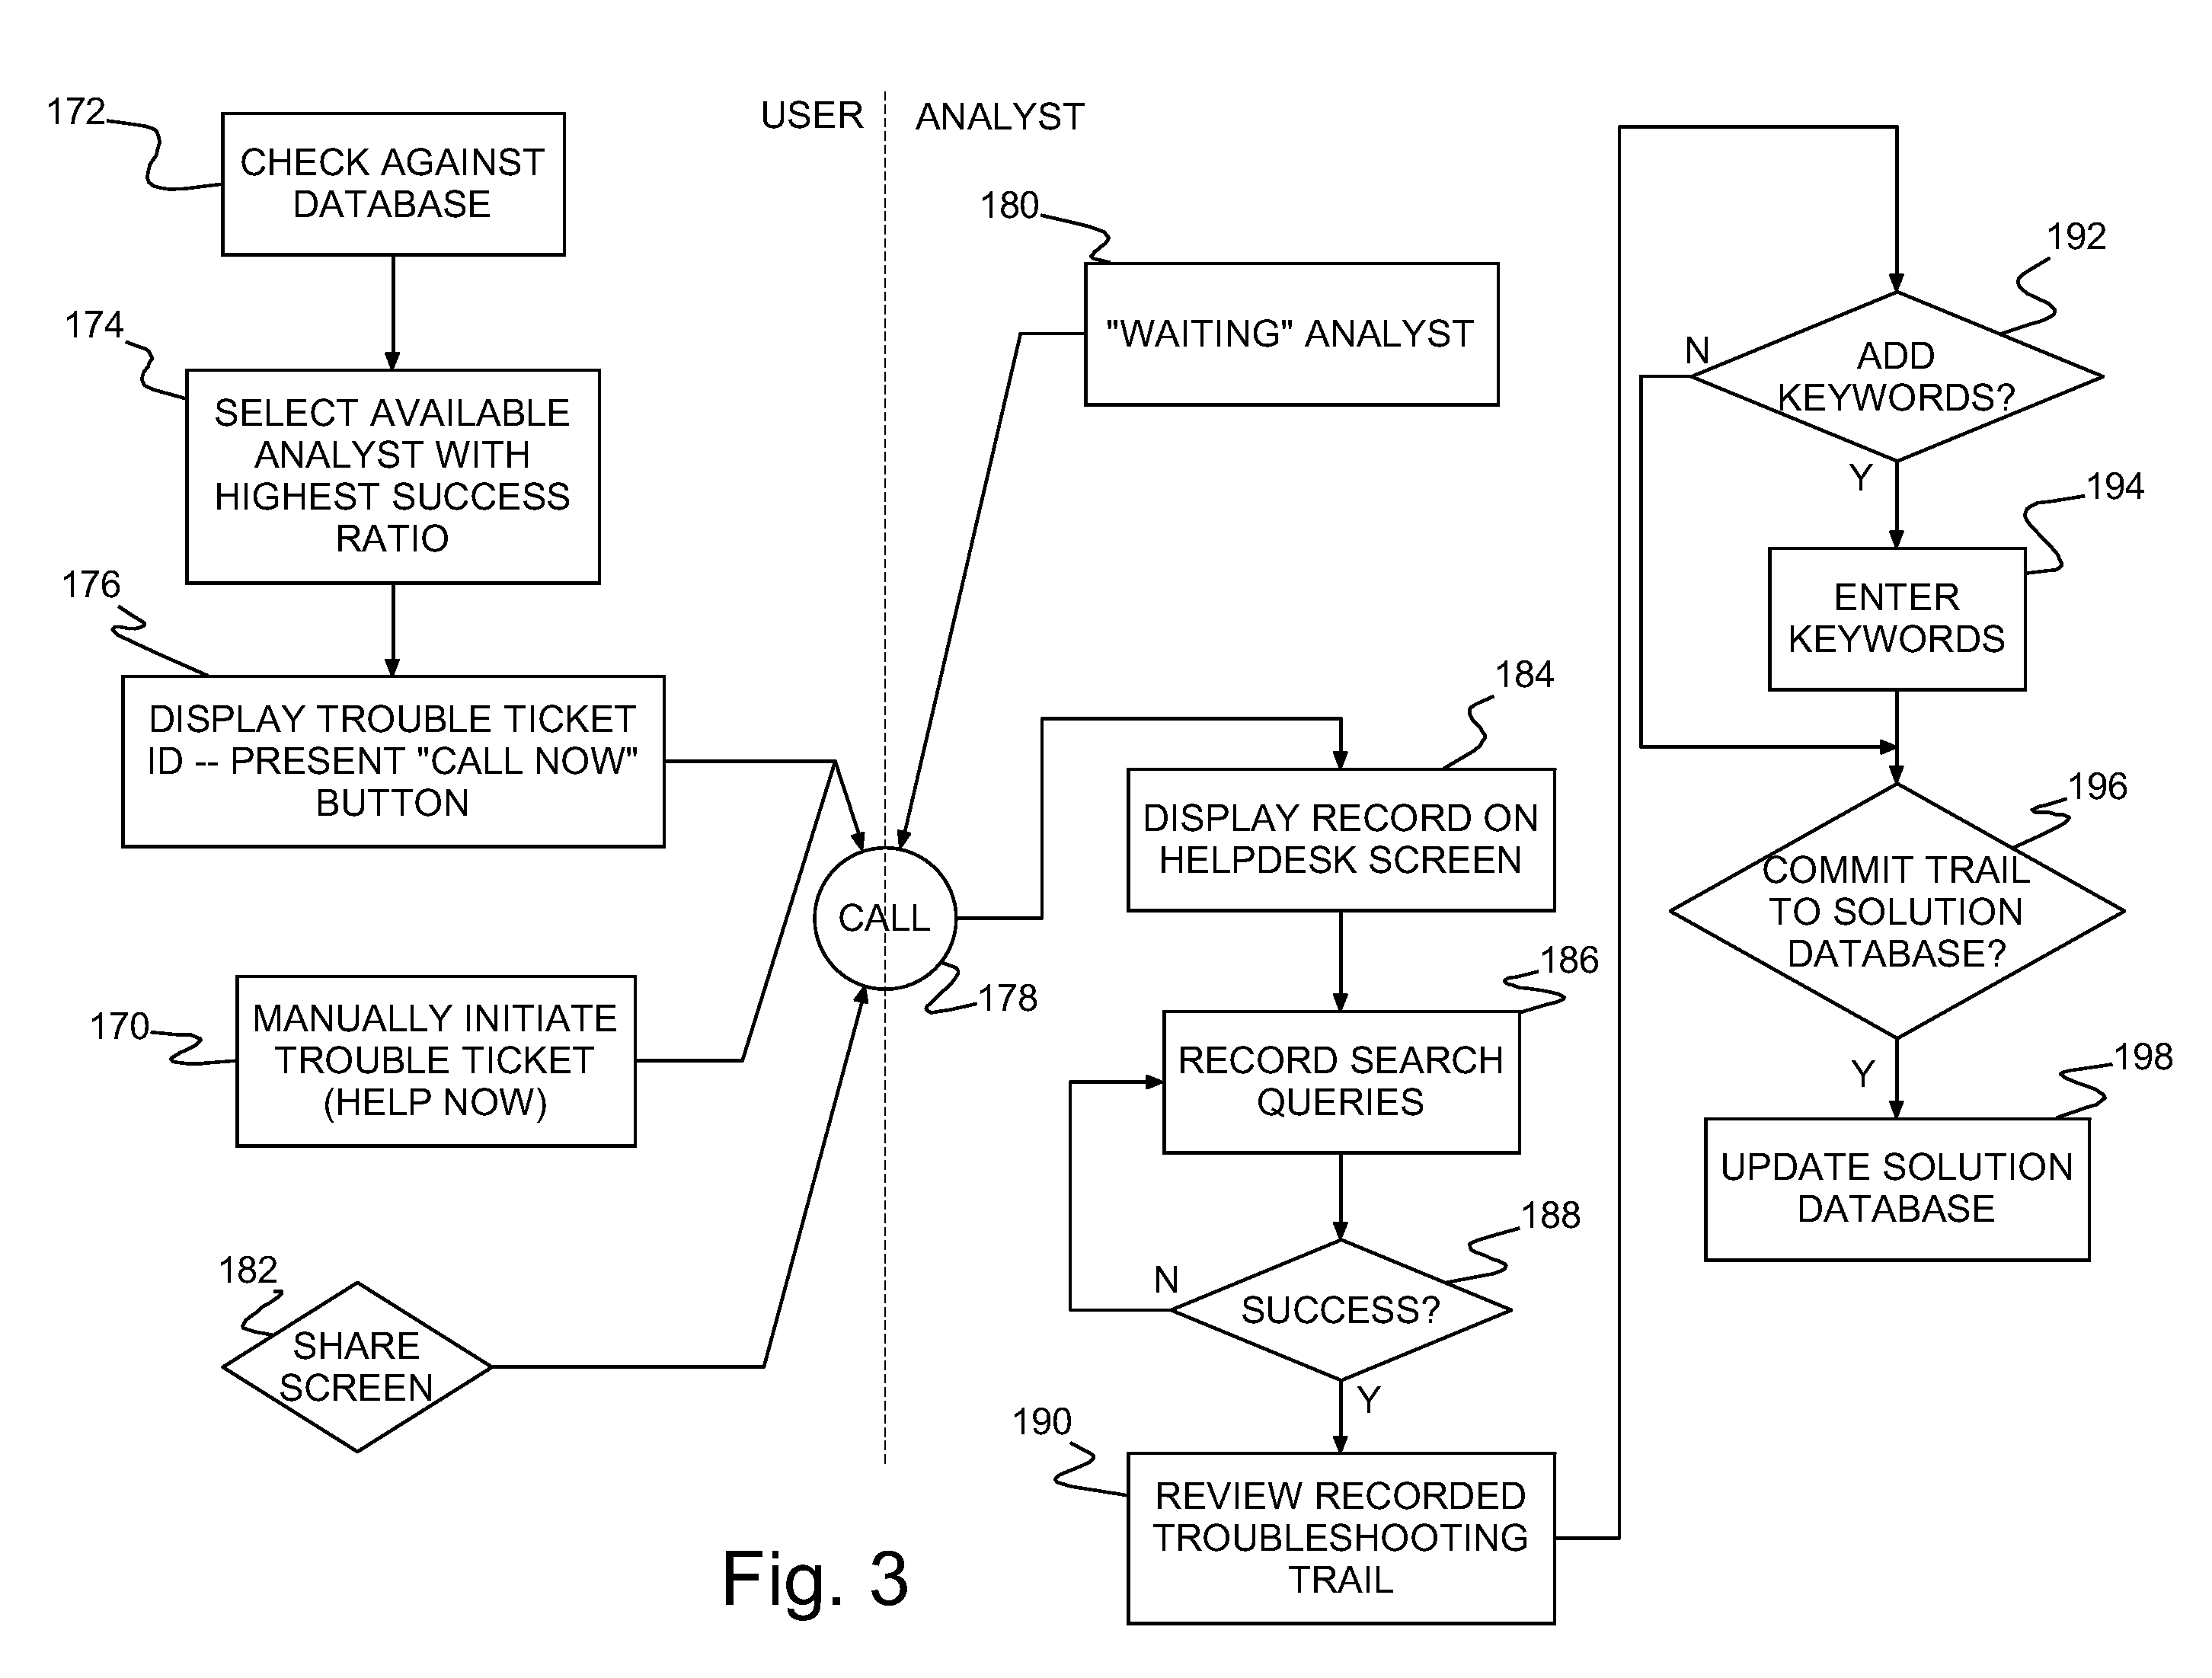 172
CHECK AGAINST
DATABASE
174
SELECT AVAILABLE
ANALYST WITH
HIGHEST SUCCESS
RATIO
176
DISPLAY TROUBLE TICKET
ID -- PRESENT "CALL NOW"
BUTTON
170
MANUALLY INITIATE
TROUBLE TICKET
(HELP NOW)
182
SHARE
SCREEN
USER
ANALYST
180
"WAITING" ANALYST
CALL
178
184
DISPLAY RECORD ON
HELPDESK SCREEN
186
RECORD SEARCH
QUERIES
188
N
SUCCESS?
Y
190
REVIEW RECORDED
TROUBLESHOOTING
TRAIL
192
N
ADD
KEYWORDS?
Y
194
ENTER
KEYWORDS
196
COMMIT TRAIL
TO SOLUTION
DATABASE?
Y
198
UPDATE SOLUTION
DATABASE
Fig. 3